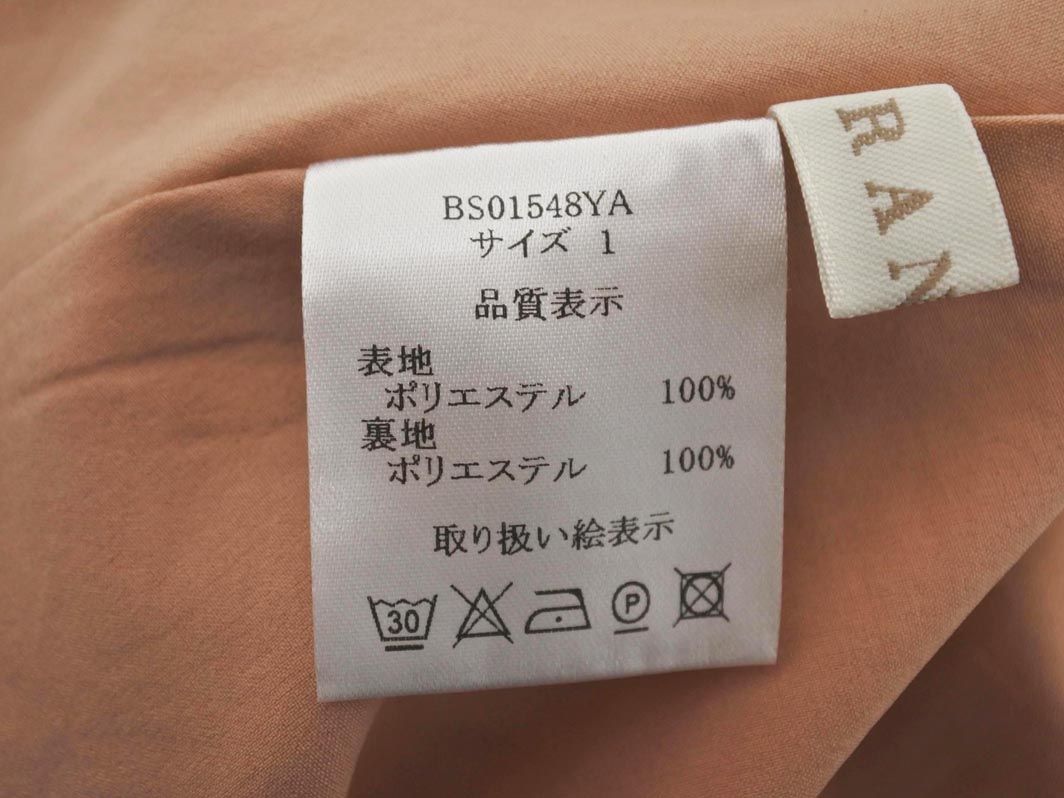 BS01548YA
サイズ 1
品質表示
表地
ポリエステル 100%
裏地
ポリエステル 100%
取り扱い絵表示
30
P
RAN